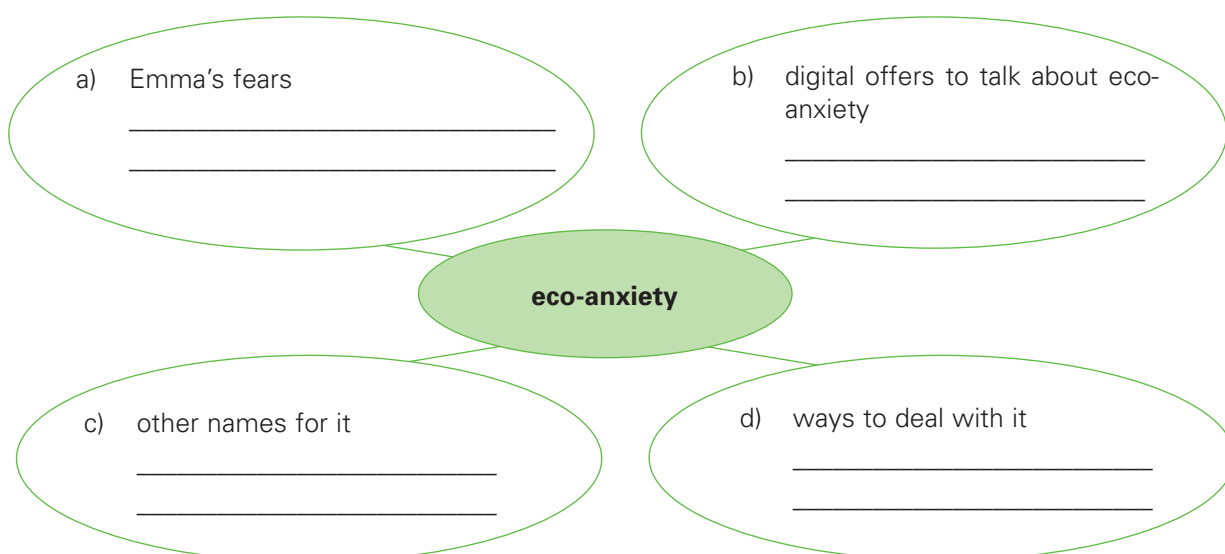 a) Emma's fears
b) digital offers to talk about eco-
anxiety
eco-anxiety
c) other names for it
d) ways to deal with it